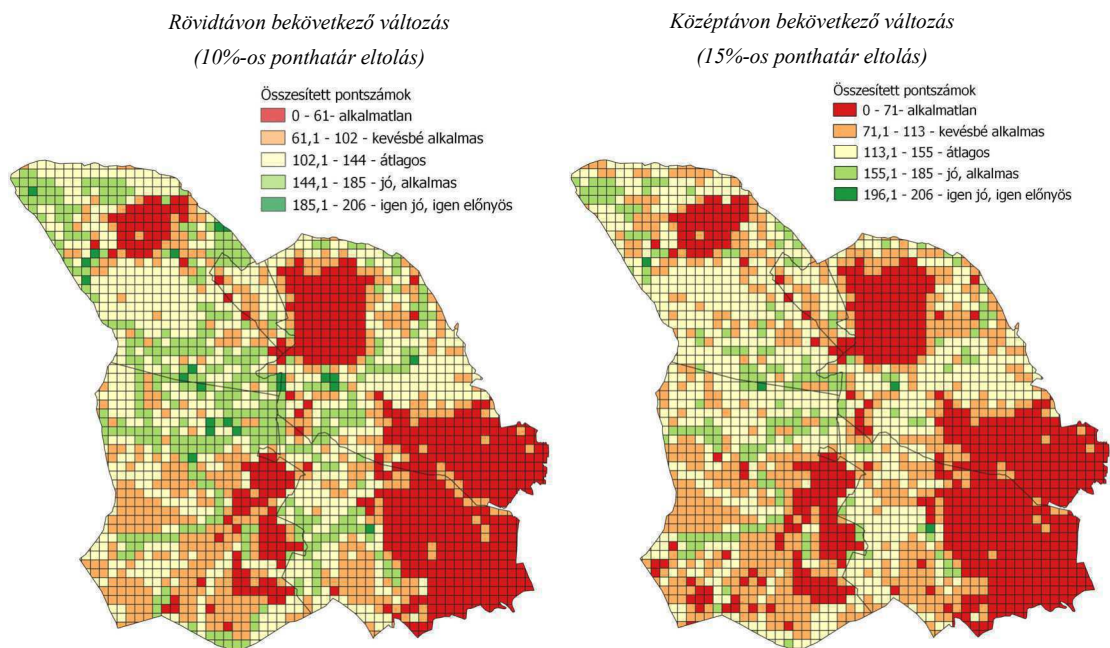 Rövidtávon bekövetkező változás
(10%-os ponthatár eltolás)
Összesített pontszámok
0 - 61- alkalmatlan
61,1 - 102 - kevésbé alkalmas
102,1 - 144 - átlagos
144,1 - 185 - jó, alkalmas
185,1 - 206 - igen jó, igen előnyös
Középtávon bekövetkező változás
(15%-os ponthatár eltolás)
Összesített pontszámok
0 - 71- alkalmatlan
71,1 - 113 - kevésbé alkalmas
113,1 - 155 - átlagos
155,1 - 185 - jó, alkalmas
196,1 - 206 - igen jó, igen előnyös